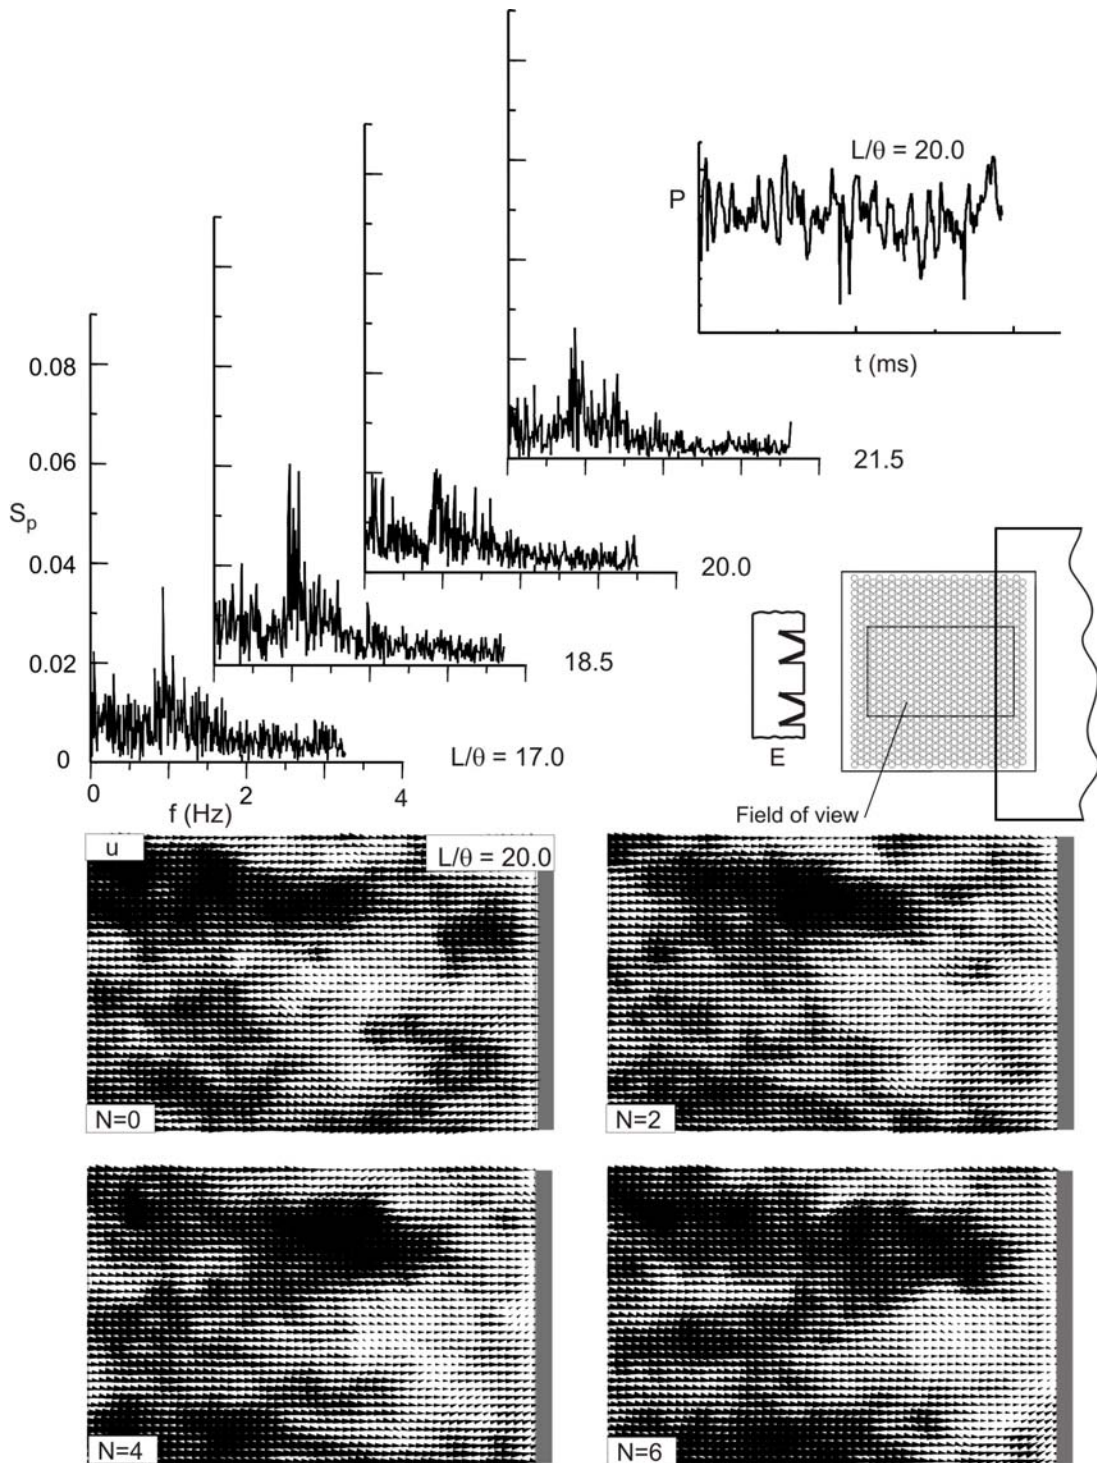 L/θ = 20.0
P
t (ms)
0.08
0.06
Sp
0.04
0.02
0
21.5
20.0
18.5
L/θ = 17.0
0
2
4
f (Hz)
E
Field of view
u
L/θ = 20.0
N=0
N=2
N=4
N=6